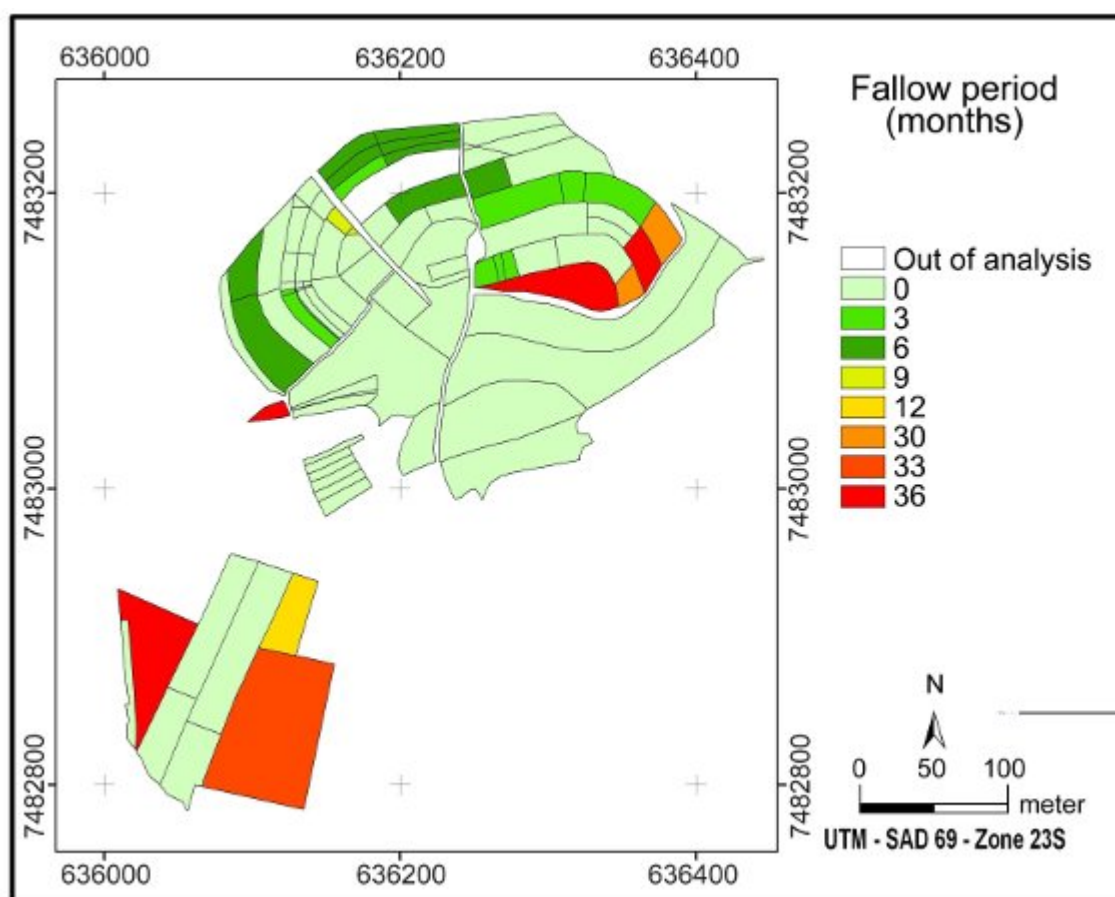 636000 636200 636400
Fallow period
(months)
7483200 7483200
Out of analysis
0
3
6
9
12
30
33
36
7483000 7483000
N
7482800 7482800
0 50 100
meter
UTM - SAD 69 - Zone 23S
636000 636200 636400